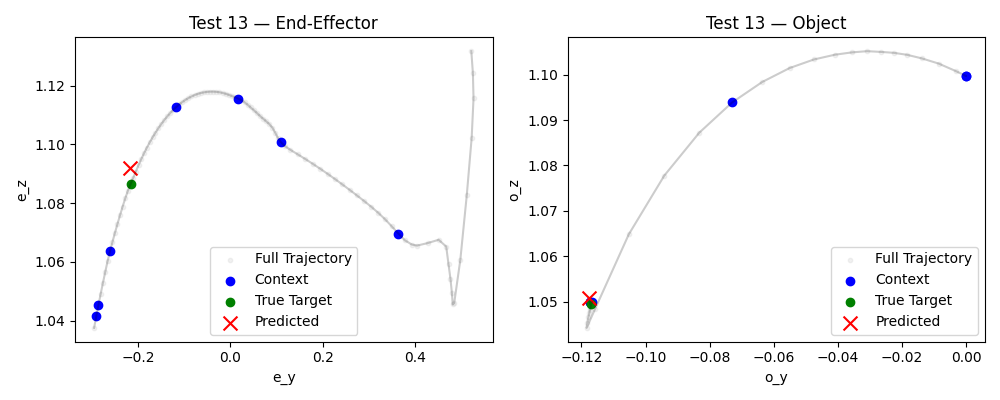 Test 13 — End-Effector
e_z
1.12
1.10
1.08
1.06
1.04
−0.2
0.0
0.2
0.4
e_y
Full Trajectory
Context
True Target
Predicted
Test 13 — Object
o_z
1.10
1.09
1.08
1.07
1.06
1.05
−0.12
−0.10
−0.08
−0.06
−0.04
−0.02
0.00
o_y
Full Trajectory
Context
True Target
Predicted